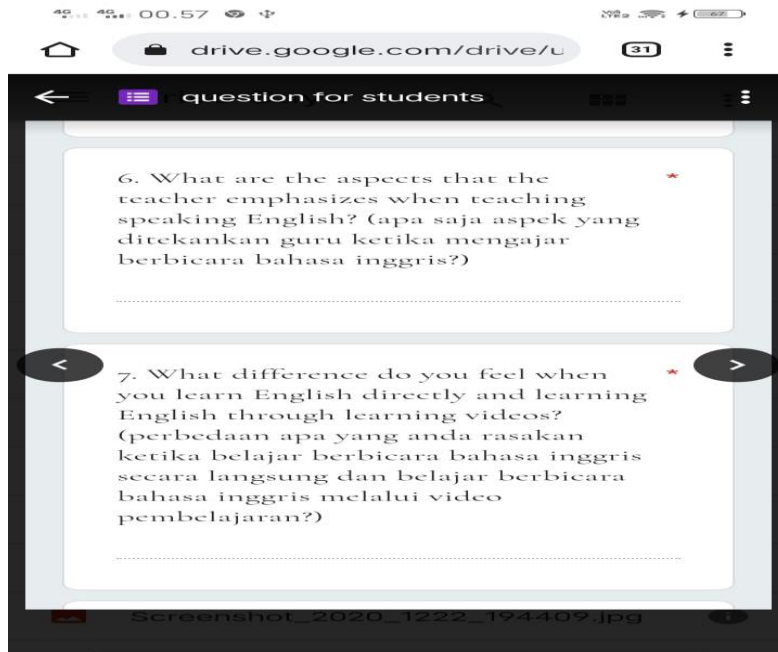 4G 4G 00.57 67
drive.google.com/drive/u 31
question for students
6. What are the aspects that the *
teacher emphasizes when teaching
speaking English? (apa saja aspek yang
ditekankan guru ketika mengajar
berbicara bahasa inggris?)
7. What difference do you feel when *
you learn English directly and learning
English through learning videos?
(perbedaan apa yang anda rasakan
ketika belajar berbicara bahasa inggris
secara langsung dan belajar berbicara
bahasa inggris melalui video
pembelajaran?)
Screenshot_2020_1222_194409.jpg